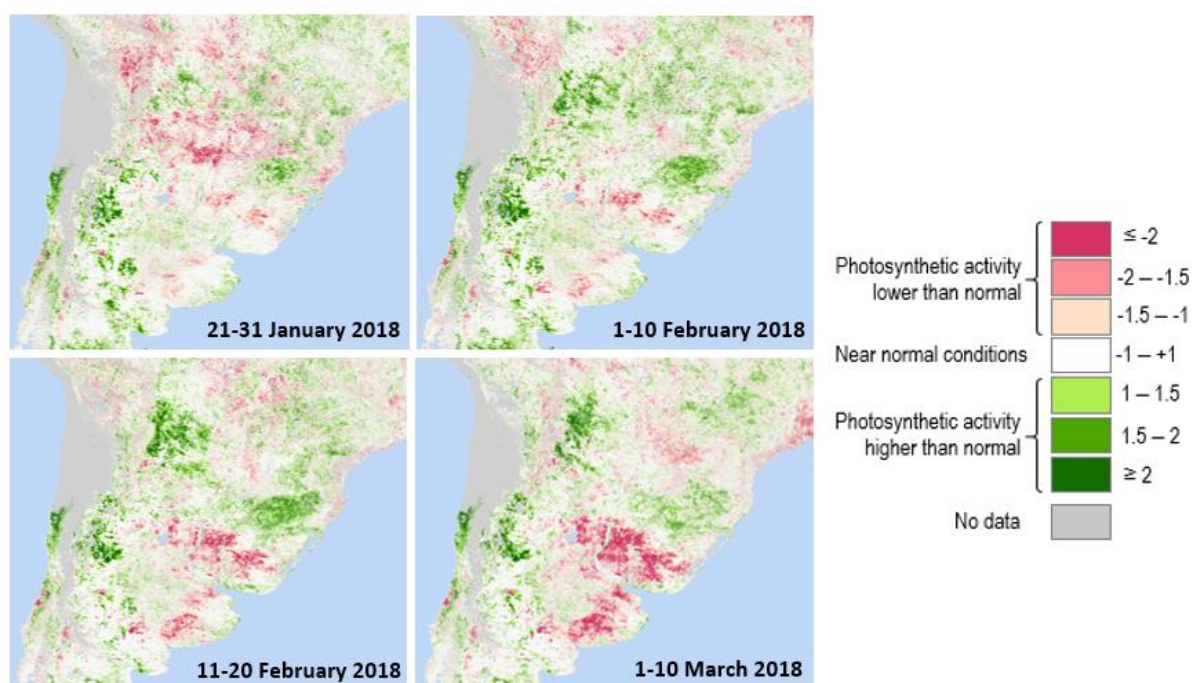 21-31 January 2018
1-10 February 2018
11-20 February 2018
1-10 March 2018
Photosynthetic activity
lower than normal
≤ -2
-2 – -1.5
-1.5 – -1
Near normal conditions
-1 – +1
Photosynthetic activity
higher than normal
1 – 1.5
1.5 – 2
≥ 2
No data